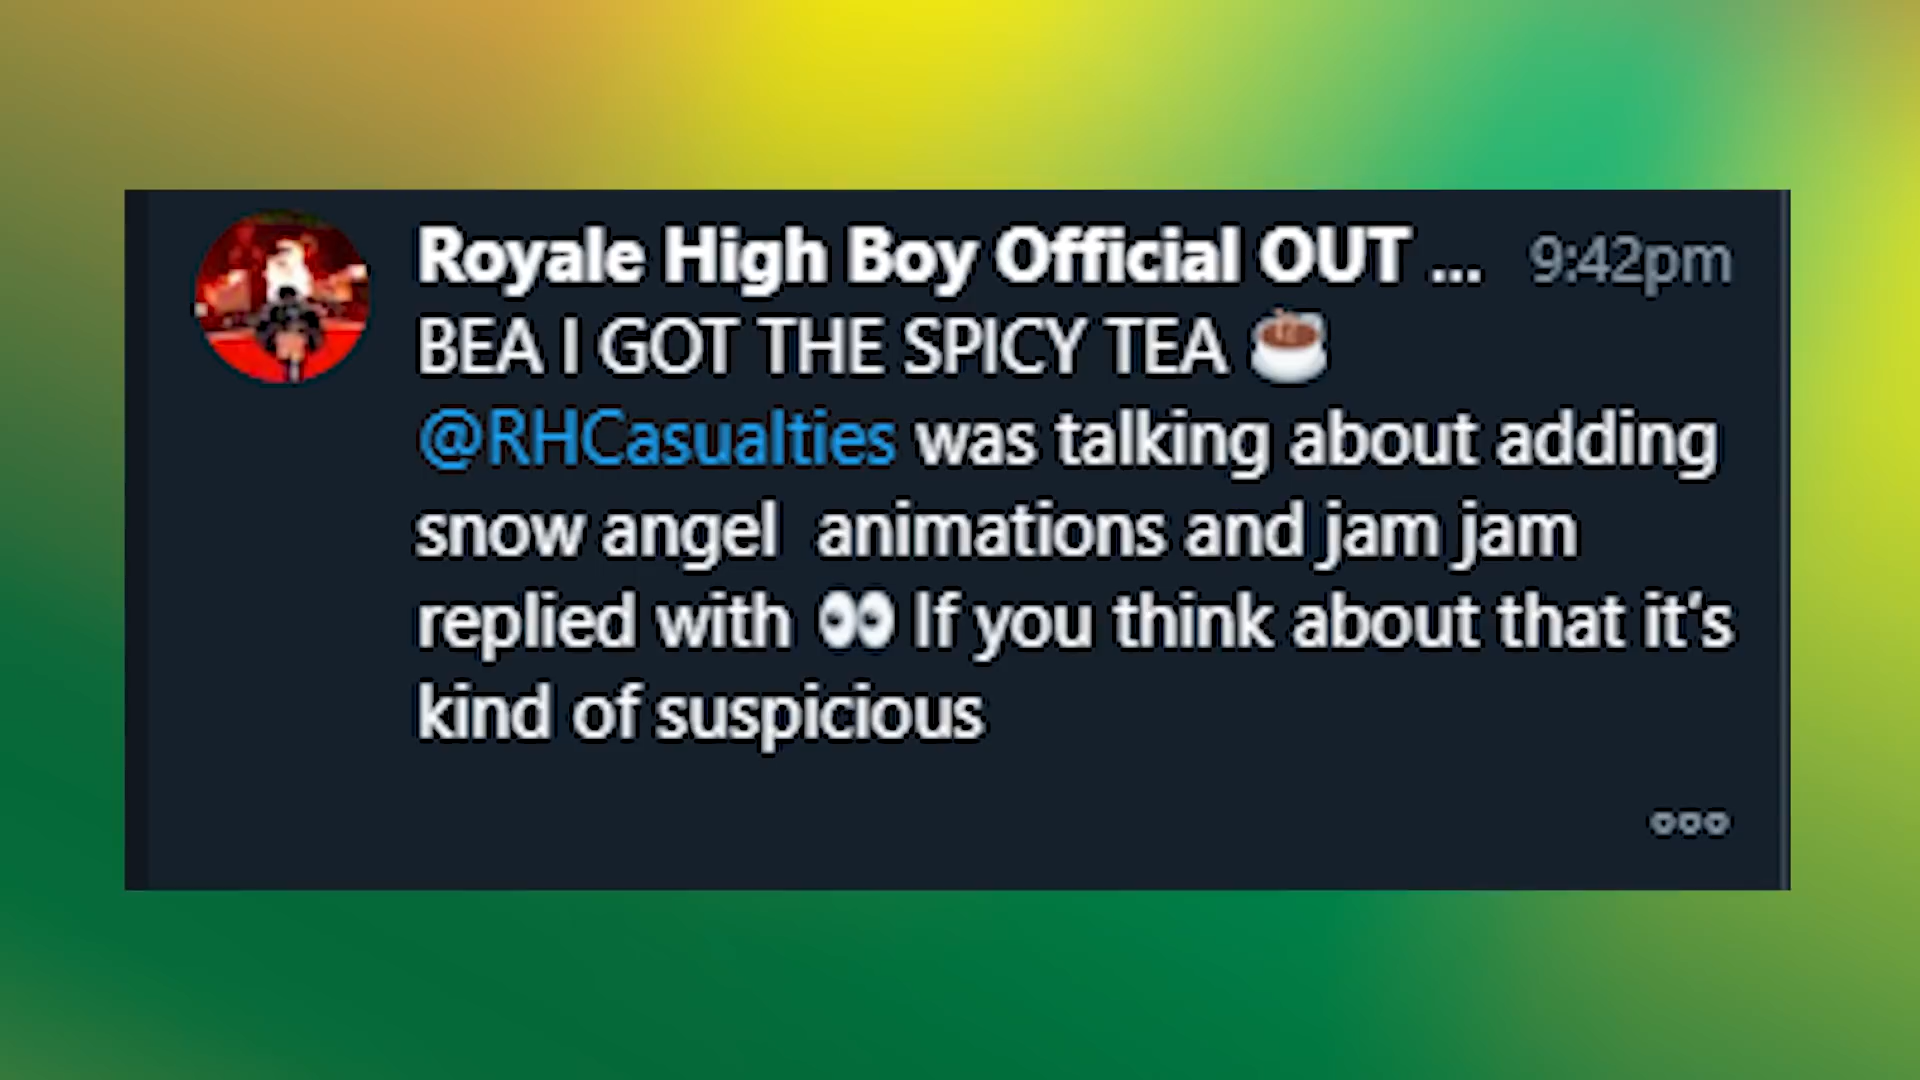 Royale High Boy Official OUT ... 9:42pm
BEA I GOT THE SPICY TEA ☕
@RHCasualties was talking about adding
snow angel  animations and jam jam
replied with 👀 If you think about that it's
kind of suspicious